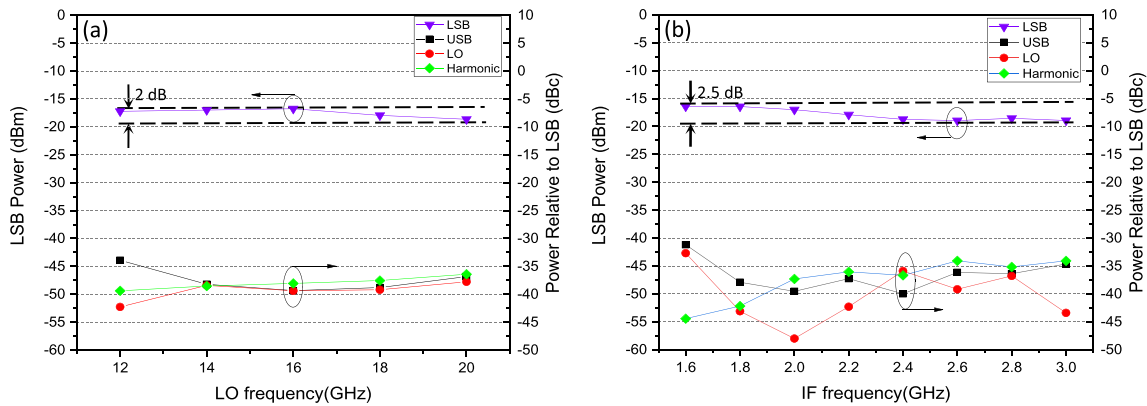 (a)
LSB
USB
LO
Harmonic
2 dB
0
-5
-10
-15
-20
-25
-30
-35
-40
-45
-50
-55
-60
LSB Power (dBm)
10
5
0
-5
-10
-15
-20
-25
-30
-35
-40
-45
-50
Power Relative to LSB (dBc)
12 14 16 18 20
LO frequency(GHz)
(b)
LSB
USB
LO
Harmonic
2.5 dB
0
-5
-10
-15
-20
-25
-30
-35
-40
-45
-50
-55
-60
LSB Power (dBm)
10
5
0
-5
-10
-15
-20
-25
-30
-35
-40
-45
-50
Power Relative to LSB (dBc)
1.6 1.8 2.0 2.2 2.4 2.6 2.8 3.0
IF frequency(GHz)